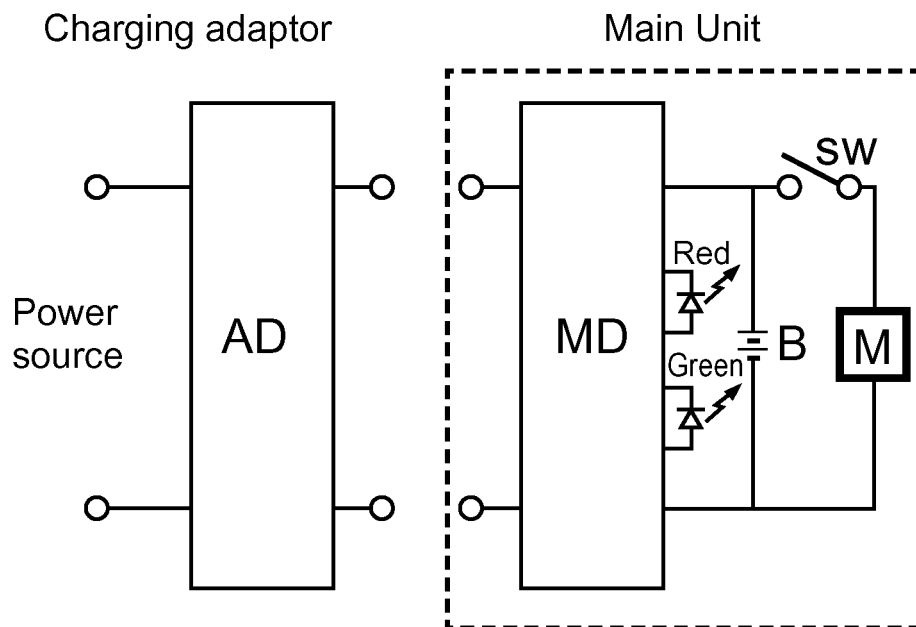 Charging adaptor
Main Unit
SW
Red
Power
source
AD
MD
B
M
Green